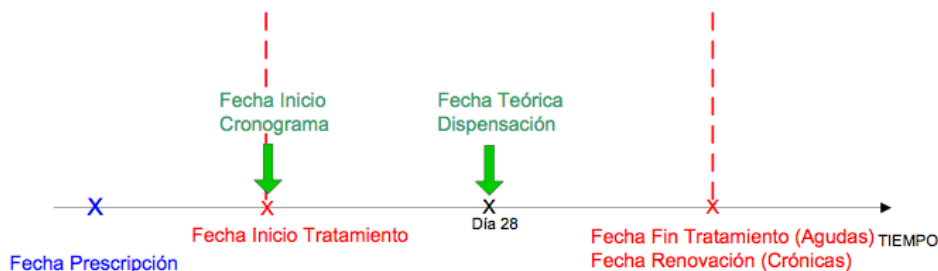 Fecha Inicio
Cronograma
Fecha Teórica
Dispensación
X
X
X
X
Día 28
Fecha Inicio Tratamiento
Fecha Fin Tratamiento (Agudas)
TIEMPO
Fecha Prescripción
Fecha Renovación (Crónicas)